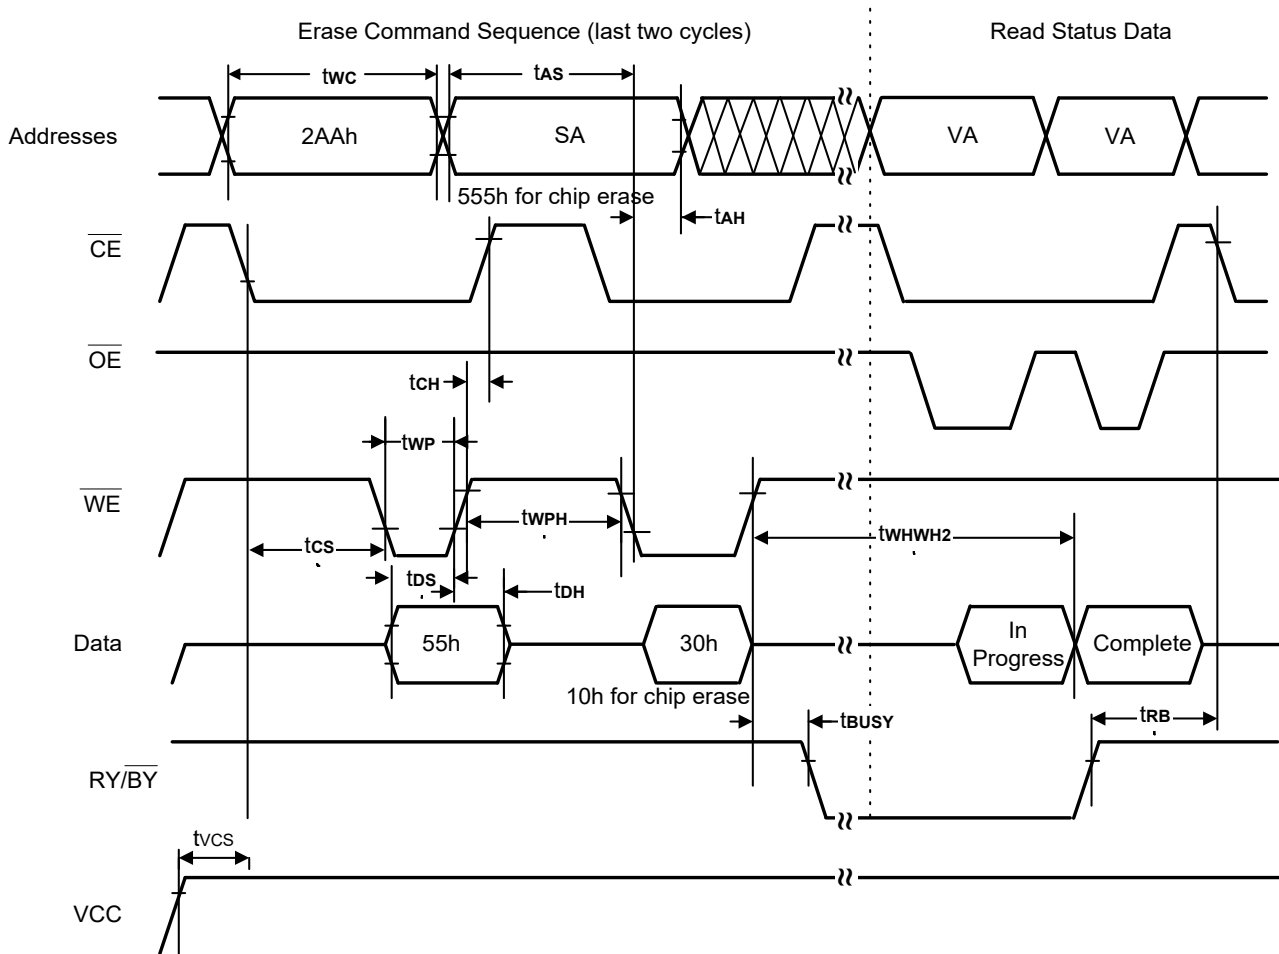 Erase Command Sequence (last two cycles)
Read Status Data
tWC
tAS
Addresses
2AAh
SA
VA
VA
555h for chip erase
tAH
CE
OE
tCH
tWP
WE
tWPH
tWHWH2
tCS
tDS
tDH
Data
55h
30h
In
Progress
Complete
10h for chip erase
tBUSY
tRB
RY/BY
tVCS
VCC